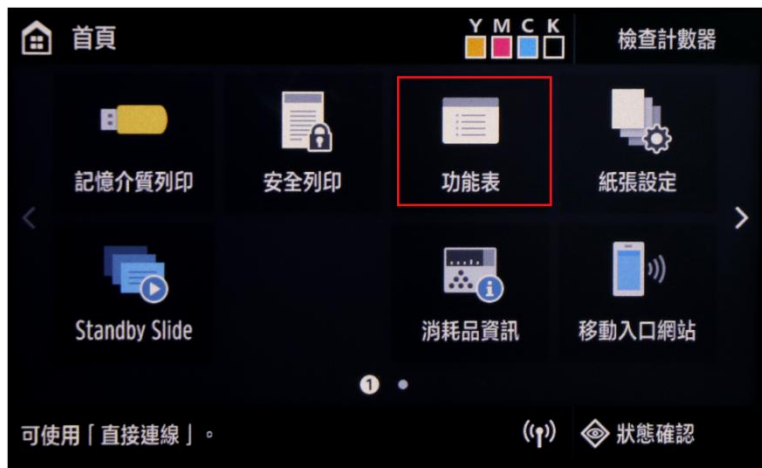 首頁
Y M C K
檢查計數器
記憶介質列印
安全列印
功能表
紙張設定
Standby Slide
消耗品資訊
移動入口網站
1
可使用「直接連線」。
狀態確認